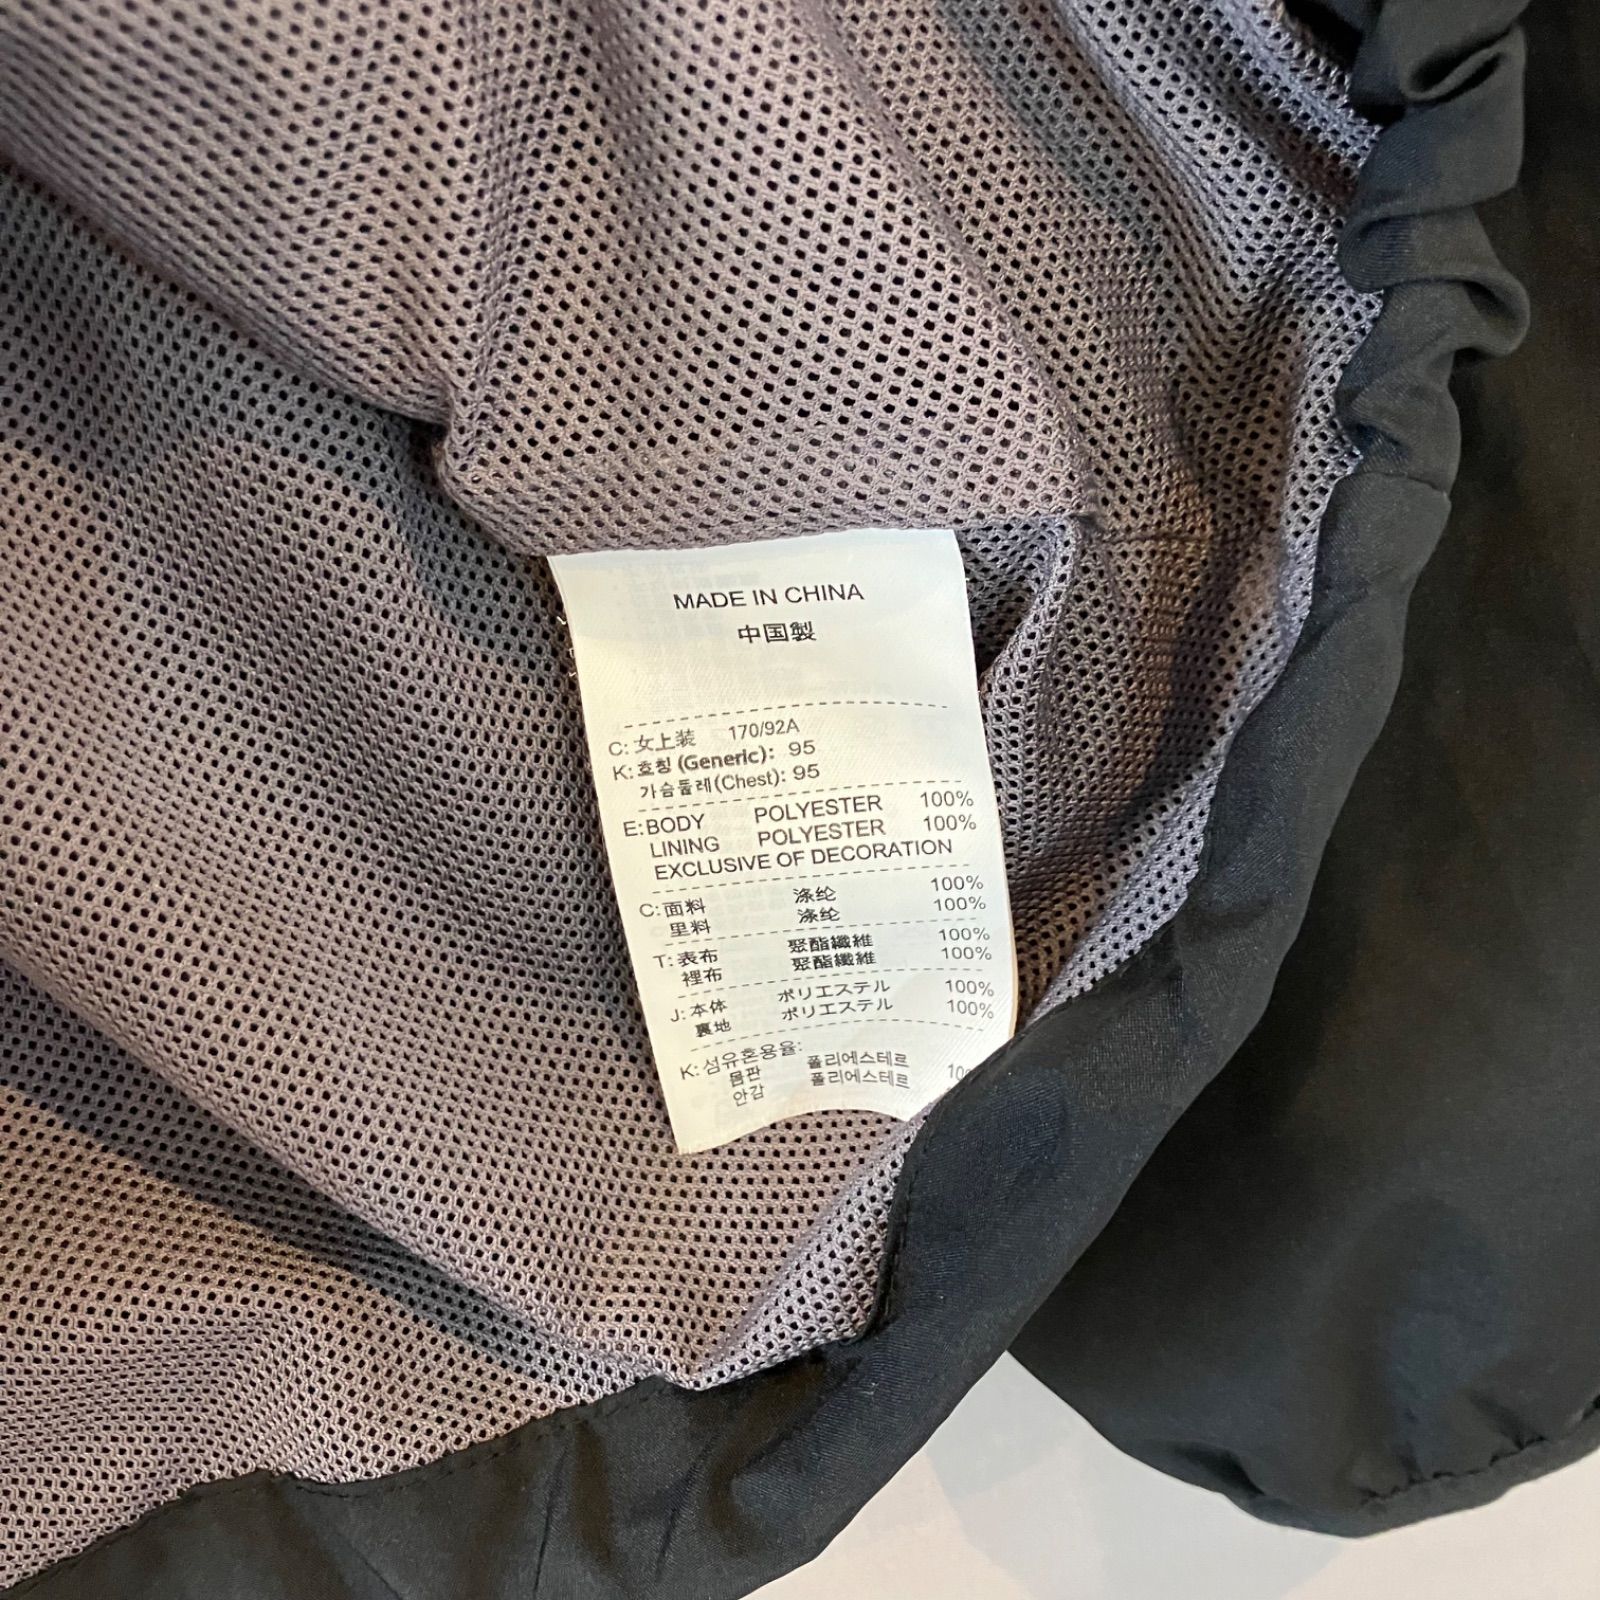 MADE IN CHINA
中国製
C: 女上装 170/92A
K: 호칭 (Generic): 95
가슴둘레(Chest): 95
E: BODY POLYESTER 100%
LINING POLYESTER 100%
EXCLUSIVE OF DECORATION
C: 面料 涤纶 100%
里料 涤纶 100%
T: 表布 聚酯纖維 100%
裡布 聚酯纖維 100%
J: 本体 ポリエステル 100%
裏地 ポリエステル 100%
K: 섬유혼용율:
몸판 폴리에스테르
안감 폴리에스테르